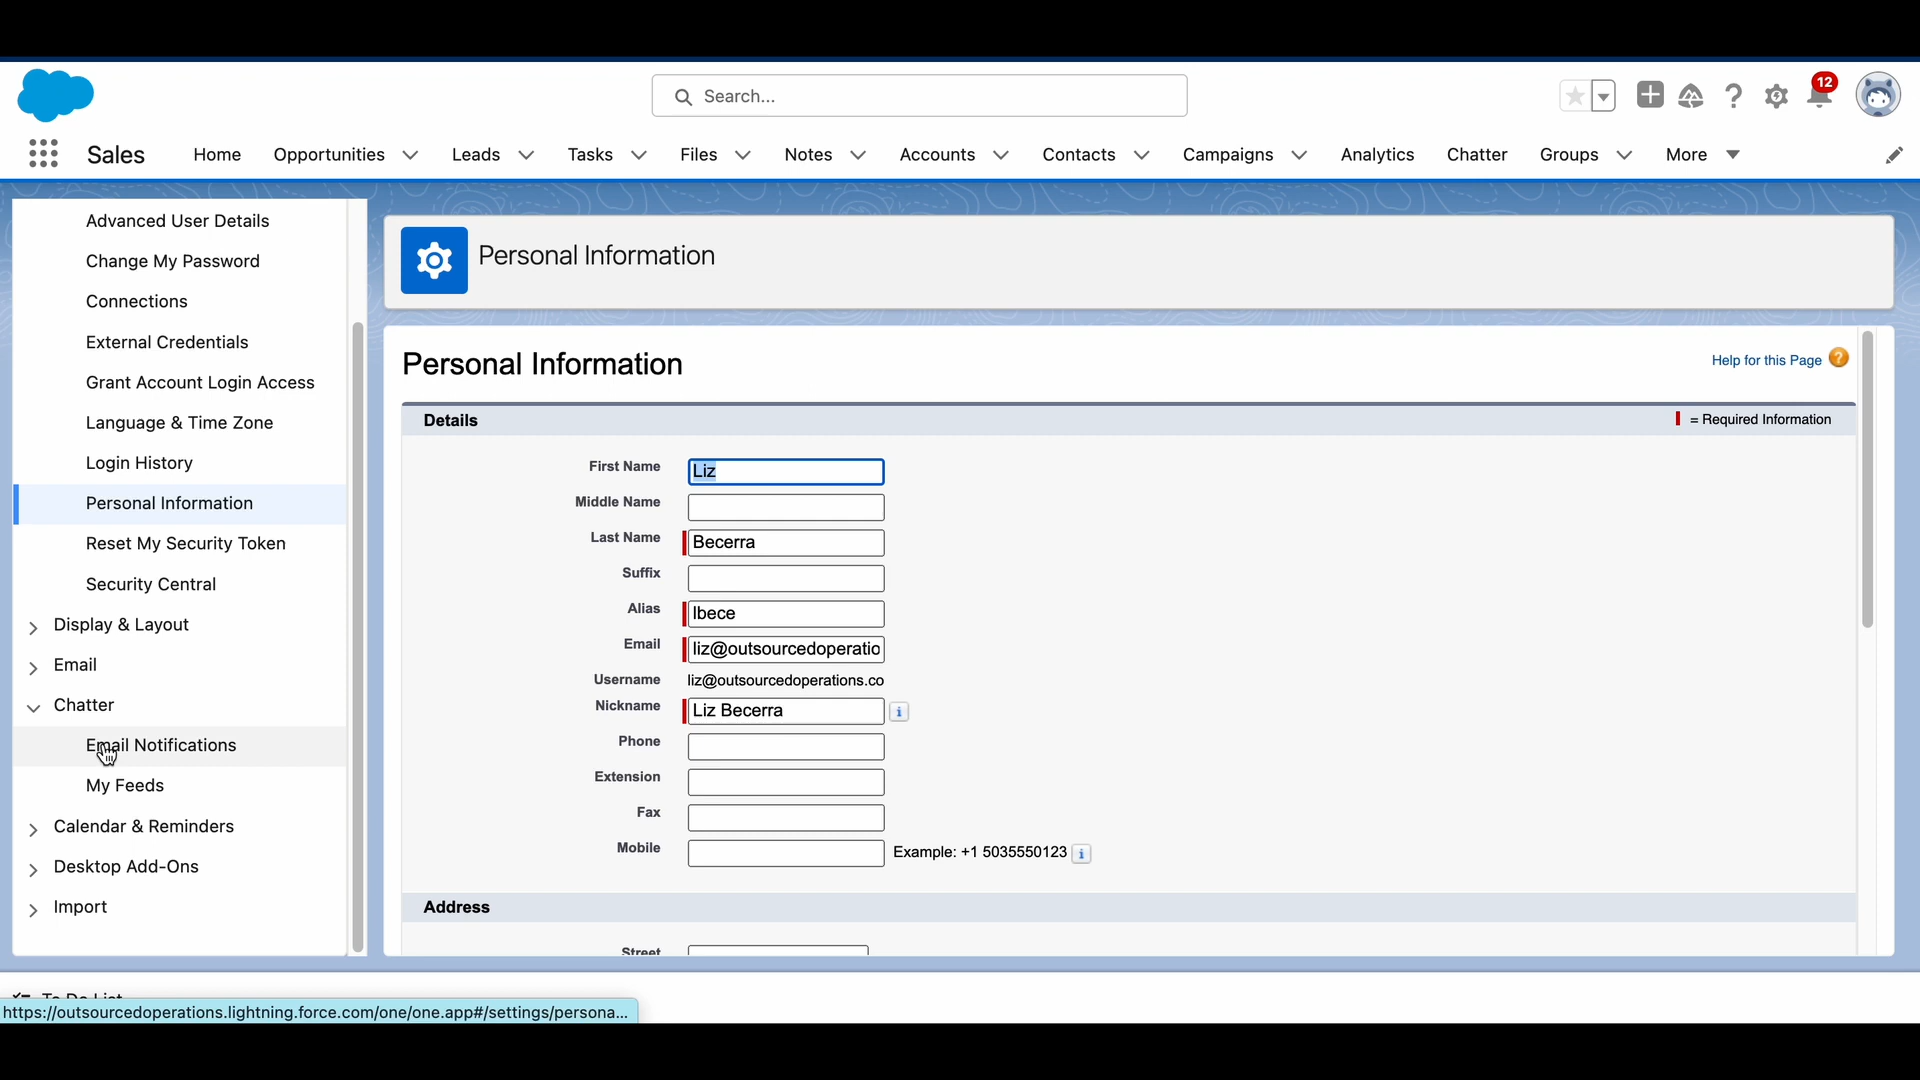 Search...
12
Sales
Home
Opportunities
Leads
Tasks
Files
Notes
Accounts
Contacts
Campaigns
Analytics
Chatter
Groups
More
Advanced User Details
Change My Password
Connections
External Credentials
Grant Account Login Access
Language & Time Zone
Login History
Personal Information
Reset My Security Token
Security Central
Display & Layout
Email
Chatter
Email Notifications
My Feeds
Calendar & Reminders
Desktop Add-Ons
Import
To Do List
https://outsourcedoperations.lightning.force.com/one/one.app#/settings/persona...
Personal Information
Personal Information
Help for this Page
Details
= Required Information
First Name Liz
Middle Name
Last Name Becerra
Suffix
Alias lbece
Email liz@outsourcedoperatio
Username liz@outsourcedoperations.co
Nickname Liz Becerra
Phone
Extension
Fax
Mobile Example: +1 5035550123
Address
Street